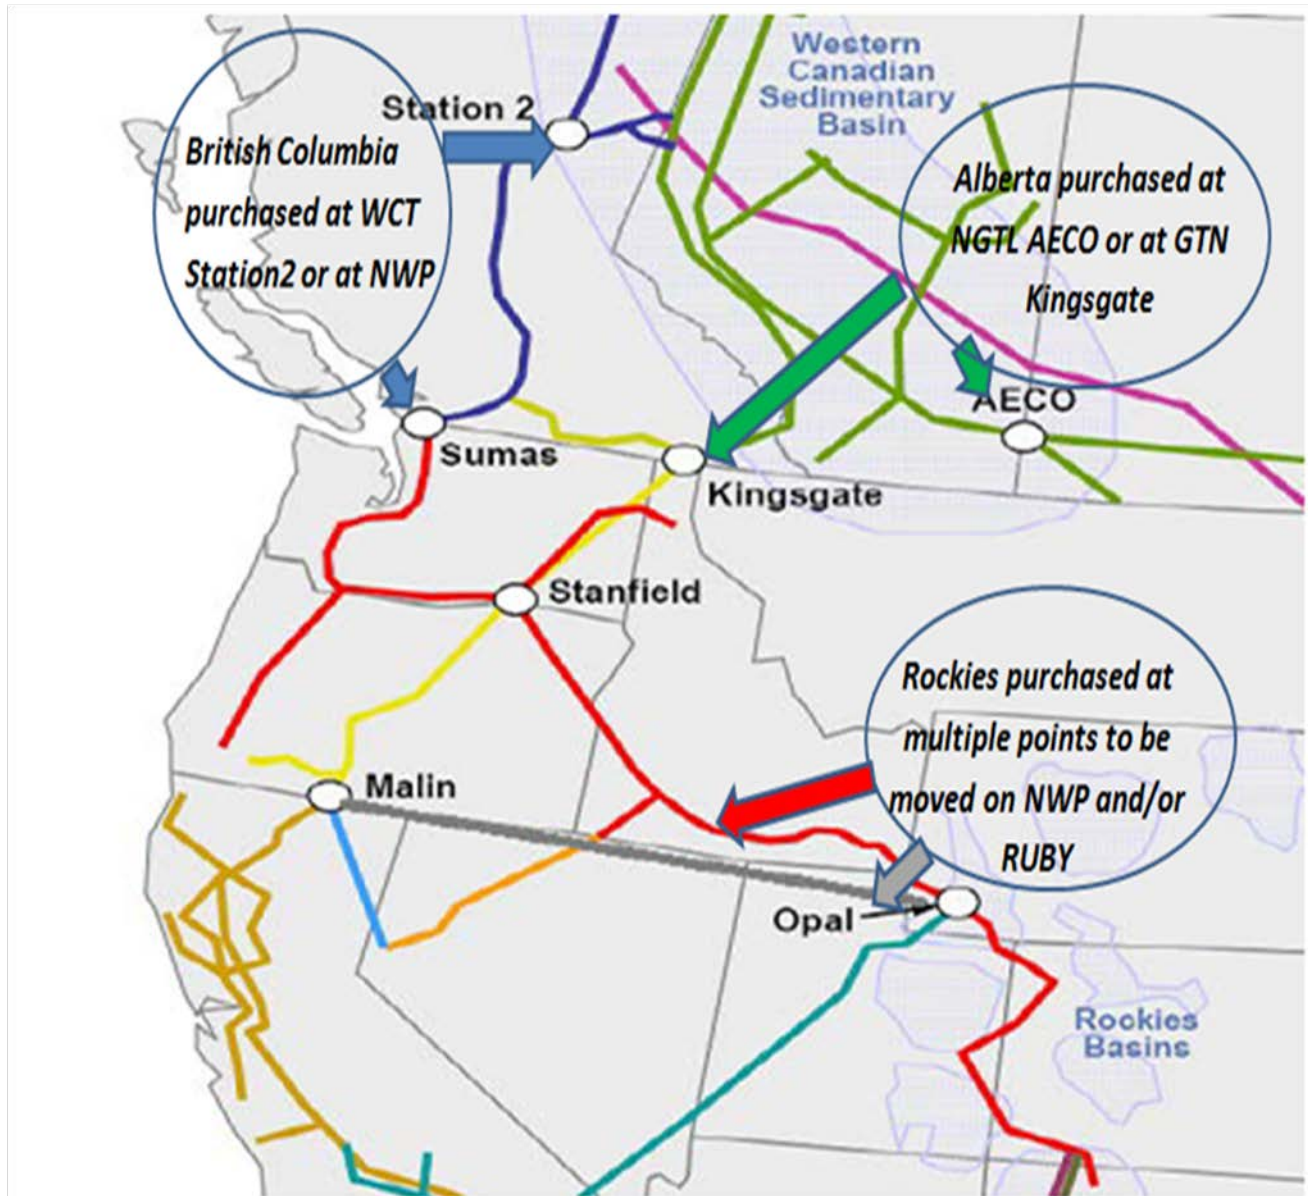 Western
Canadian
Sedimentary
Basin
Station 2
British Columbia
purchased at WCT
Station2 or at NWP
Alberta purchased at
NGTL AECO or at GTN
Kingsgate
AECO
Sumas
Kingsgate
Stanfield
Rockies purchased at
multiple points to be
moved on NWP and/or
RUBY
Malin
Opal
Rockies
Basins